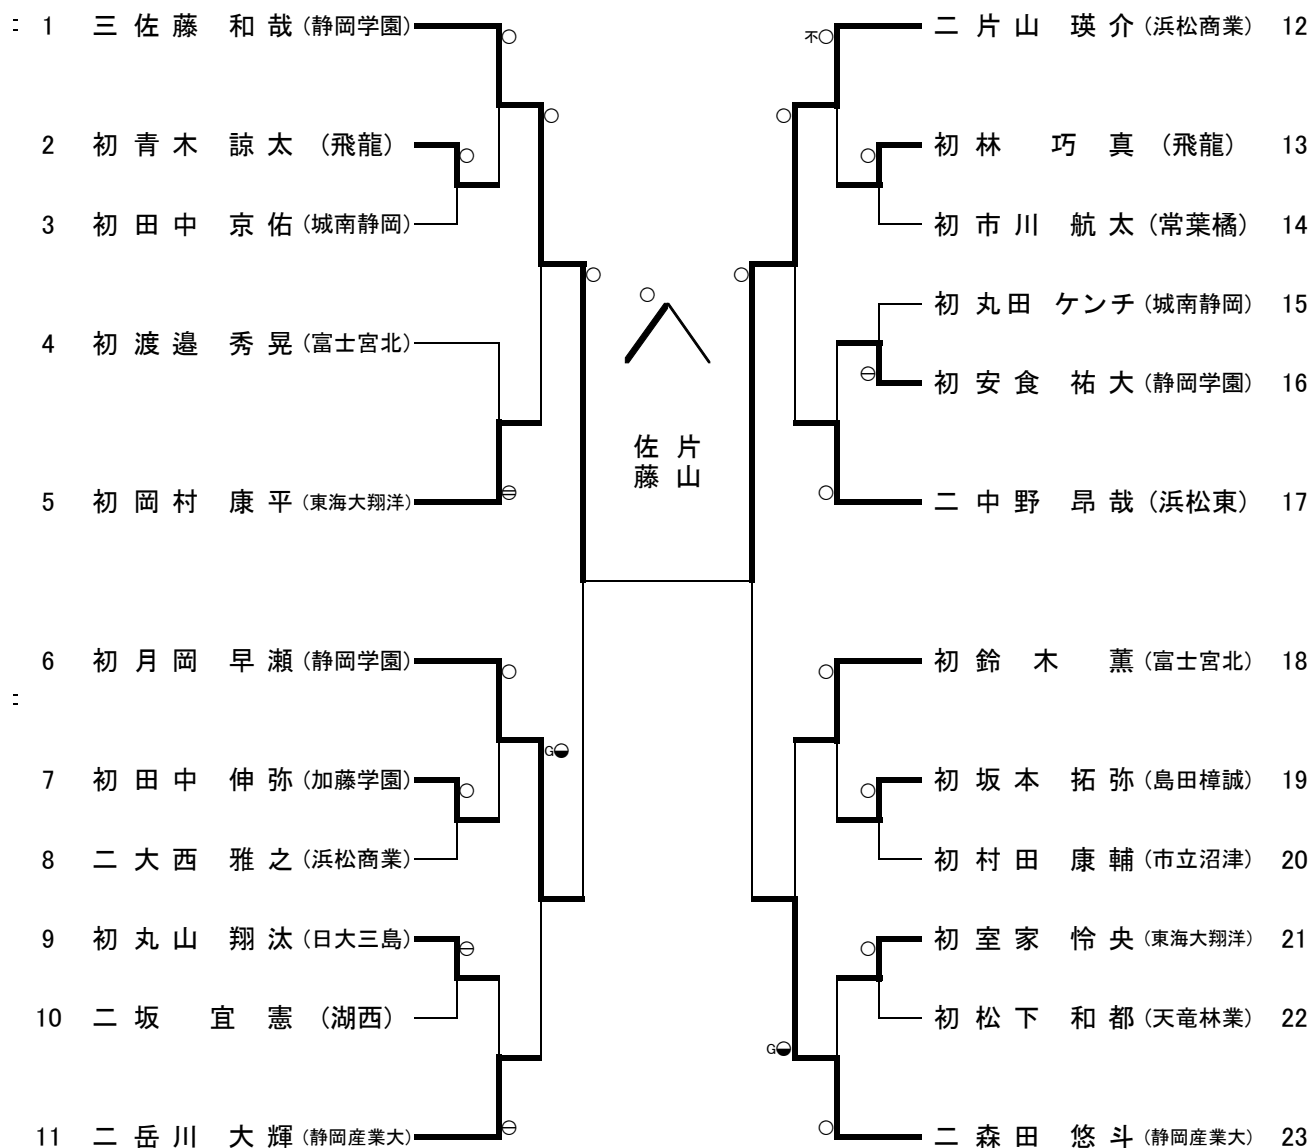 1 三 佐藤 和哉 (静岡学園)
2 初 青木 諒太 (飛龍)
3 初 田中 京佑 (城南静岡)
4 初 渡邉 秀晃 (富士宮北)
5 初 岡村 康平 (東海大翔洋)
6 初 月岡 早瀬 (静岡学園)
7 初 田中 伸弥 (加藤学園)
8 二 大西 雅之 (浜松商業)
9 初 丸山 翔汰 (日大三島)
10 二 坂 宜憲 (湖西)
11 二 岳川 大輝 (静岡産業大)
G
佐藤
片山
不
二 片山 瑛介 (浜松商業) 12
初 林 巧真 (飛龍) 13
初 市川 航太 (常葉橘) 14
初 丸田 ケンチ (城南静岡) 15
初 安食 祐大 (静岡学園) 16
二 中野 昂哉 (浜松東) 17
初 鈴木 薫 (富士宮北) 18
初 坂本 拓弥 (島田樟誠) 19
初 村田 康輔 (市立沼津) 20
初 室家 怜央 (東海大翔洋) 21
初 松下 和都 (天竜林業) 22
G
二 森田 悠斗 (静岡産業大) 23